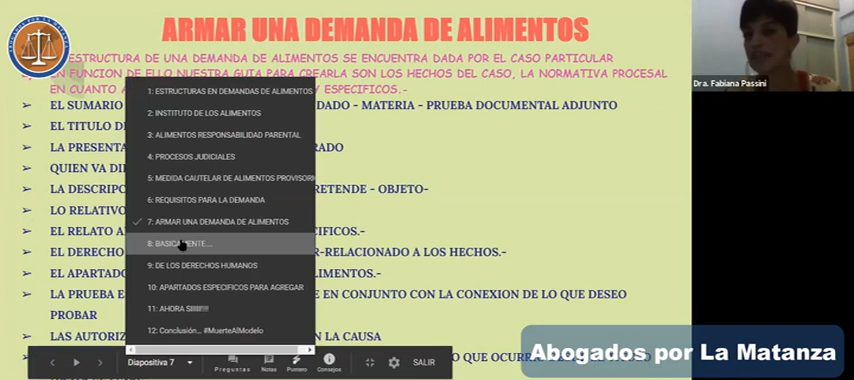 ARMAR UNA DEMANDA DE ALIMENTOS
ESTRUCTURA DE UNA DEMANDA DE ALIMENTOS SE ENCUENTRA DADA POR EL CASO PARTICULAR
EN FUNCION DE ELLO NUESTRA GUIA PARA CREARLA SON LOS HECHOS DEL CASO, LA NORMATIVA PROCESAL
EN CUANTO A Y ESPECIFICOS.-
Dra. Fabiana Passini
➢ EL SUMARIO DADO - MATERIA - PRUEBA DOCUMENTAL ADJUNTO
➢ EL TITULO
➢ LA PRESENTA
➢ QUIEN VA
➢ LA DESCRIPC RETENDE - OBJETO-
➢ LO RELATIVO
➢ EL RELATO CIFICOS.-
➢ EL DERECHO R-RELACIONADO A LOS HECHOS.-
➢ EL APARTAD LIMENTOS.-
➢ LA PRUEBA E EN CONJUNTO CON LA CONEXION DE LO QUE DESEO
PROBAR
➢ LAS AUTORIZ N LA CAUSA
LO QUE OCURR
1: ESTRUCTURAS EN DEMANDAS DE ALIMENTOS
2: INSTITUTO DE LOS ALIMENTOS
3: ALIMENTOS RESPONSABILIDAD PARENTAL
4: PROCESOS JUDICIALES
5: MEDIDA CAUTELAR DE ALIMENTOS PROVISORI
6: REQUISITOS PARA LA DEMANDA
7: ARMAR UNA DEMANDA DE ALIMENTOS
8: BASICAMENTE...
9: DE LOS DERECHOS HUMANOS
10: APARTADOS ESPECIFICOS PARA AGREGAR
11: AHORA SIIIIII!!!
12: Conclusión... #MuerteAlModelo
Diapositiva 7
Preguntas
Notas
Puntero
Consejos
SALIR
Abogados por La Matanza